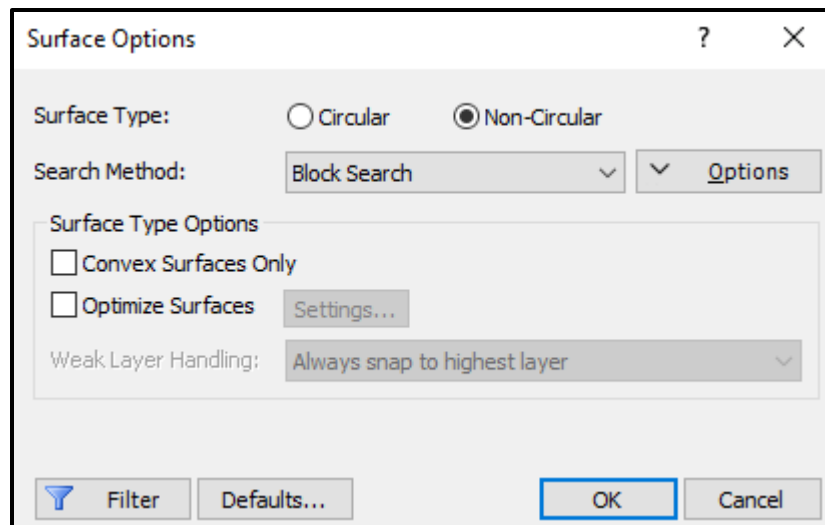 Surface Options ?
Surface Type: Circular Non-Circular
Search Method: Block Search Options
Surface Type Options
Convex Surfaces Only
Optimize Surfaces Settings...
Weak Layer Handling: Always snap to highest layer
Filter Defaults... OK Cancel